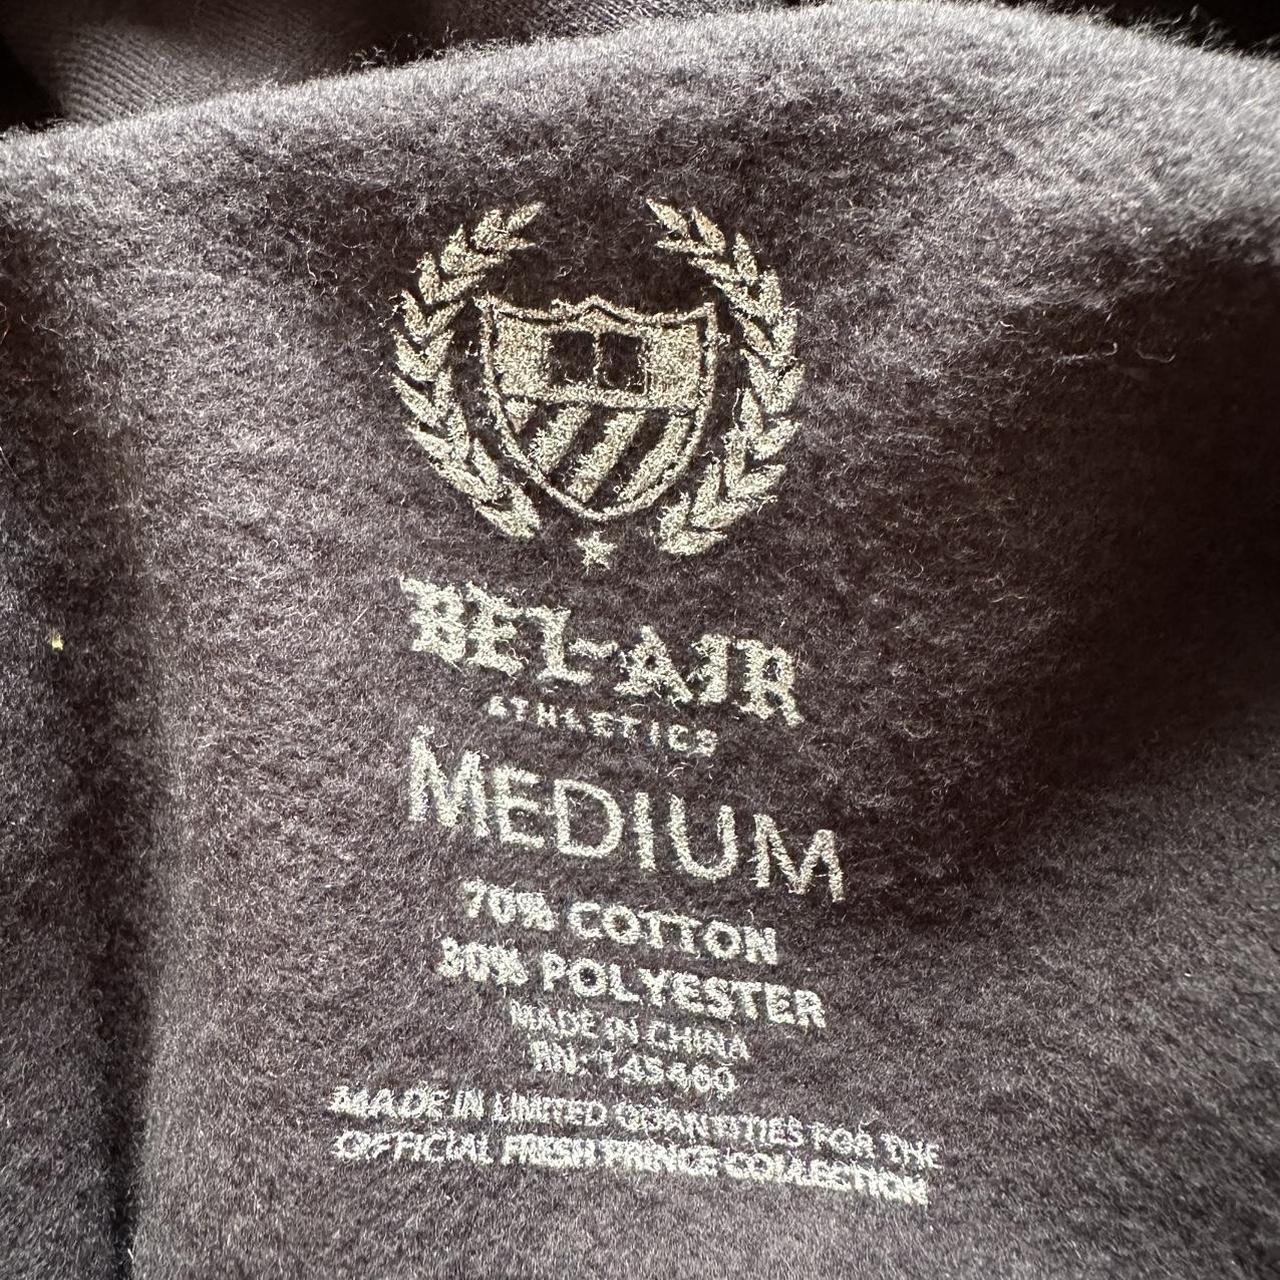 BEL-AIR
ATHLETICS
MEDIUM
70% COTTON
30% POLYESTER
MADE IN CHINA
RN: 145460
MADE IN LIMITED QUANTITIES FOR THE
OFFICIAL FRESH PRINCE COLLECTION